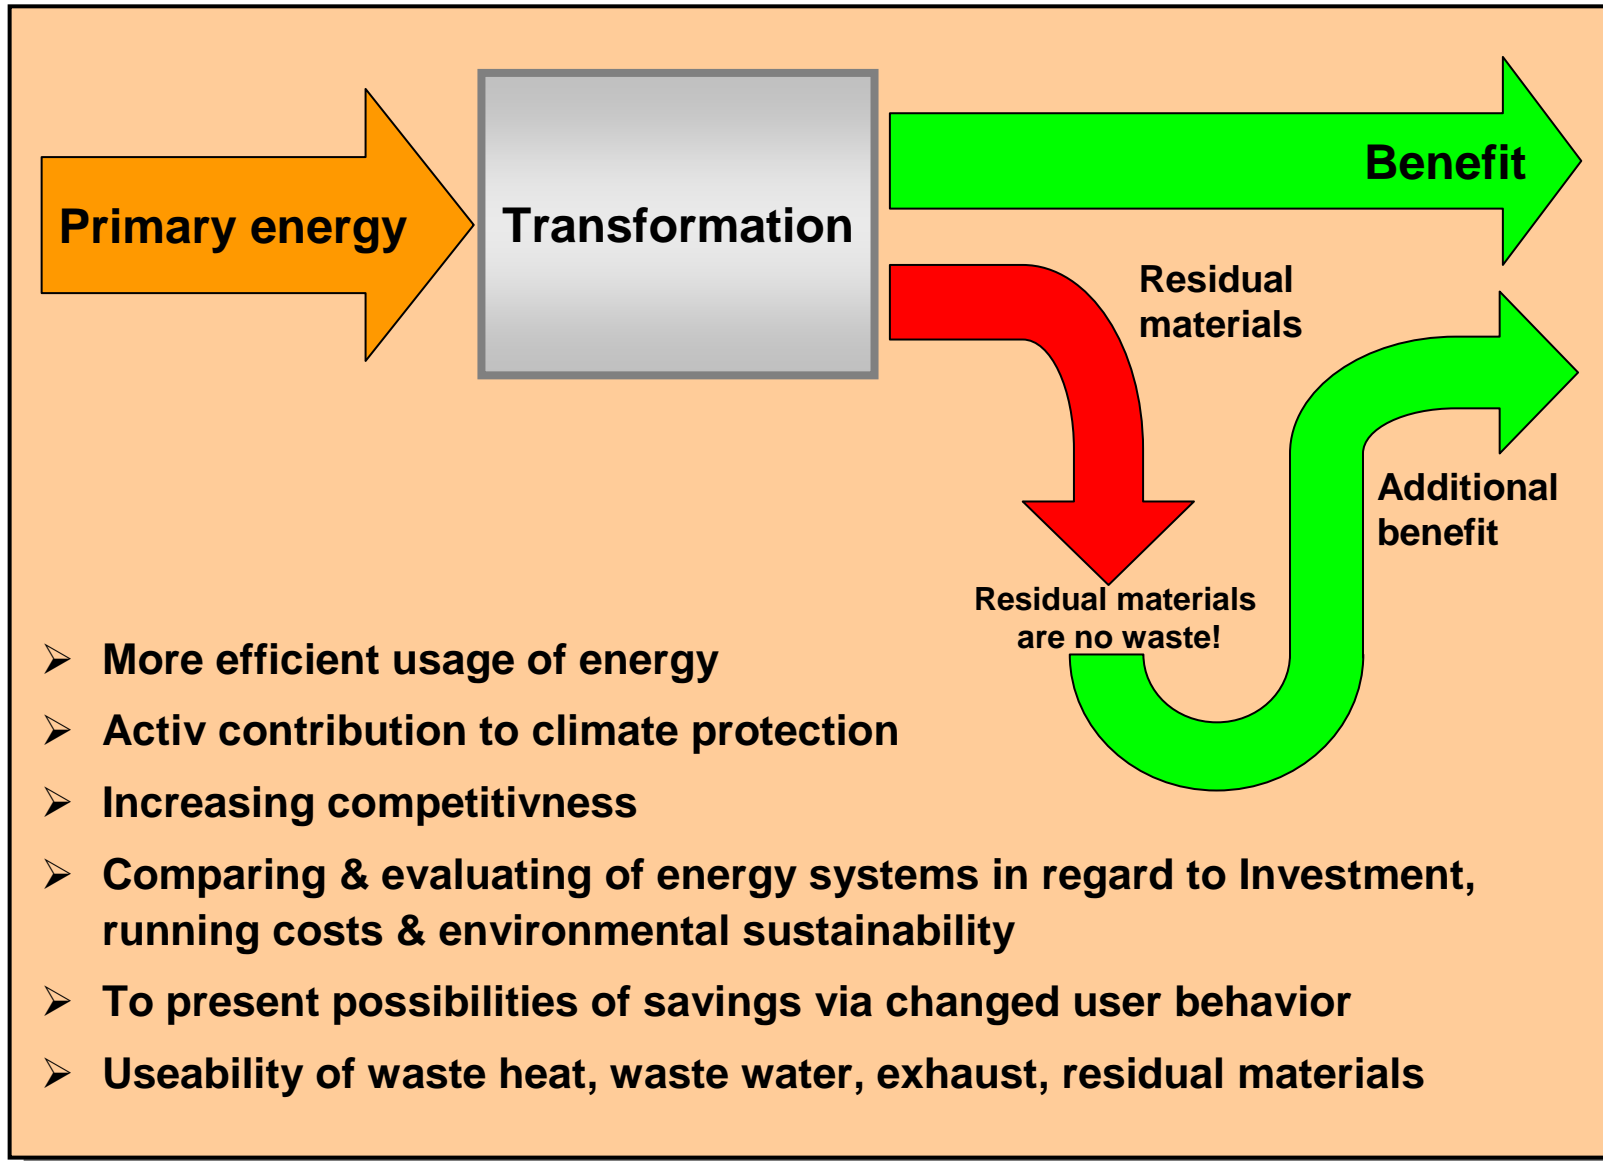 Primary energy
Transformation
Benefit
Residual
materials
Additional
benefit
Residual materials
are no waste!
More efficient usage of energy
Activ contribution to climate protection
Increasing competitivness
Comparing & evaluating of energy systems in regard to Investment,
running costs & environmental sustainability
To present possibilities of savings via changed user behavior
Useability of waste heat, waste water, exhaust, residual materials